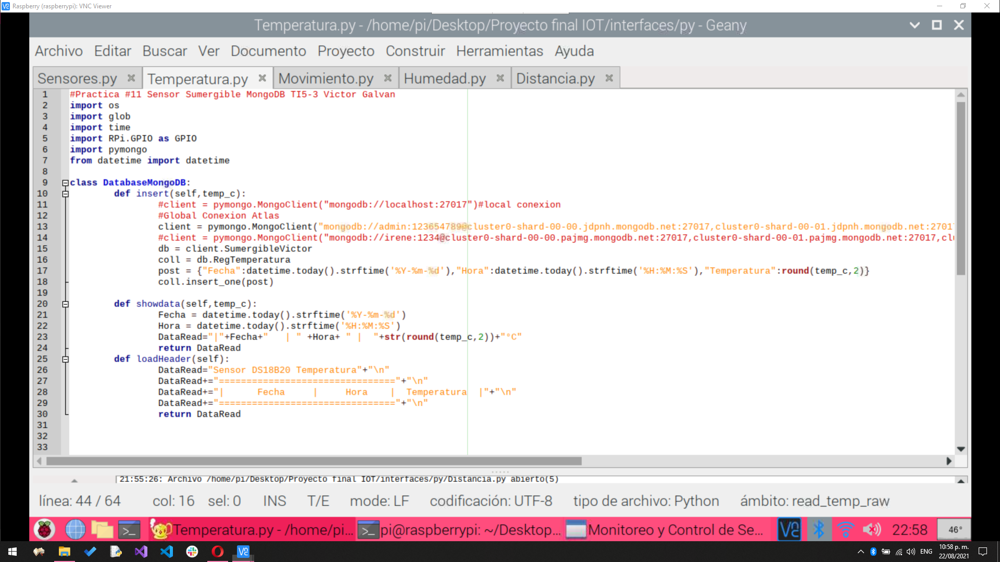 Raspberry (raspberrypi): VNC Viewer
Temperatura.py - /home/pi/Desktop/Proyecto final IOT/interfaces/py - Geany
Archivo Editar Buscar Ver Documento Proyecto Construir Herramientas Ayuda
Sensores.py Temperatura.py Movimiento.py Humedad.py Distancia.py
1 #Practica #11 Sensor Sumergible MongoDB TI5-3 Victor Galvan
2 import os
3 import glob
4 import time
5 import RPi.GPIO as GPIO
6 import pymongo
7 from datetime import datetime
8
9 class DatabaseMongoDB:
10 def insert(self,temp_c):
11 #client = pymongo.MongoClient("mongodb://localhost:27017")#local conexion
12 #Global Conexion Atlas
13 client = pymongo.MongoClient("mongodb://admin:123654789@cluster0-shard-00-00.jdpnh.mongodb.net:27017,cluster0-shard-00-01.jdpnh.mongodb.net:27017
14 #client = pymongo.MongoClient("mongodb://irene:1234@cluster0-shard-00-00.pajmg.mongodb.net:27017,cluster0-shard-00-01.pajmg.mongodb.net:27017,clu
15 db = client.SumergibleVictor
16 coll = db.RegTemperatura
17 post = {"Fecha":datetime.today().strftime('%Y-%m-%d'),"Hora":datetime.today().strftime('%H:%M:%S'),"Temperatura":round(temp_c,2)}
18 coll.insert_one(post)
19
20 def showdata(self,temp_c):
21 Fecha = datetime.today().strftime('%Y-%m-%d')
22 Hora = datetime.today().strftime('%H:%M:%S')
23 DataRead="|"+Fecha+"   | " +Hora+ " |  "+str(round(temp_c,2))+"°C"
24 return DataRead
25 def loadHeader(self):
26 DataRead="Sensor DS18B20 Temperatura"+"\n"
27 DataRead+="================================"+"\n"
28 DataRead+="|      Fecha     |     Hora    |  Temperatura  |"+"\n"
29 DataRead+="================================"+"\n"
30 return DataRead
31
32
33
21:55:26: Archivo /home/pi/Desktop/Proyecto final IOT/interfaces/py/Distancia.py abierto(5)
línea: 44 / 64 col: 16 sel: 0 INS T/E mode: LF codificación: UTF-8 tipo de archivo: Python ámbito: read_temp_raw
Temperatura.py - /home/pi... pi@raspberrypi: ~/Desktop... Monitoreo y Control de Se... 22:58 46°
ENG 10:58 p. m.
22/08/2021